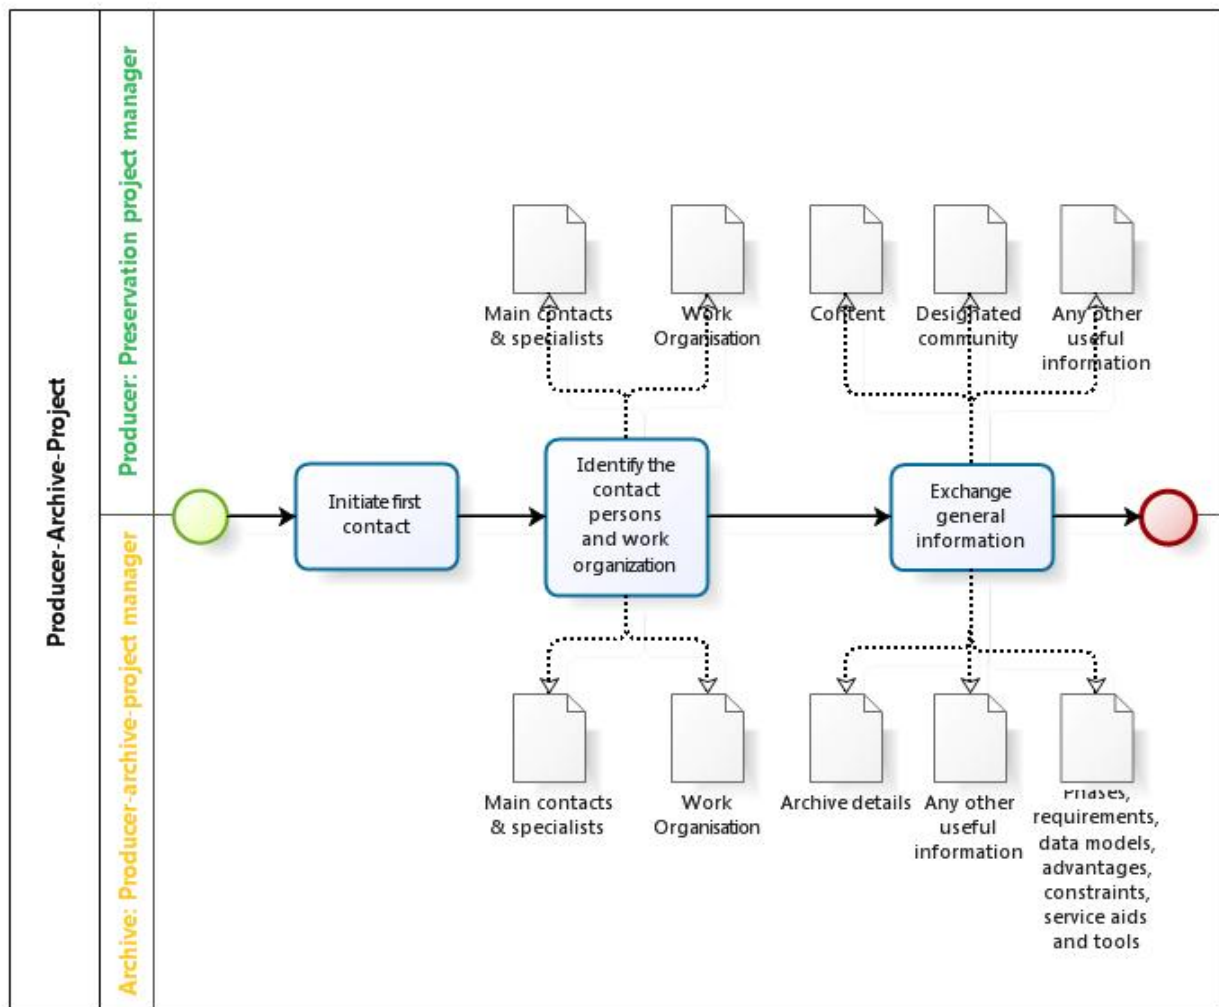 Producer-Archive-Project
Producer: Preservation project manager
Archive: Producer-archive-project manager
Main contacts
& specialists
Work
Organisation
Content
Designated
community
Any other
useful
information
Initiate first
contact
Identify the
contact
persons
and work
organization
Exchange
general
information
Main contacts
& specialists
Work
Organisation
Archive details
Any other
useful
information
Phases,
requirements,
data models,
advantages,
constraints,
service aids
and tools